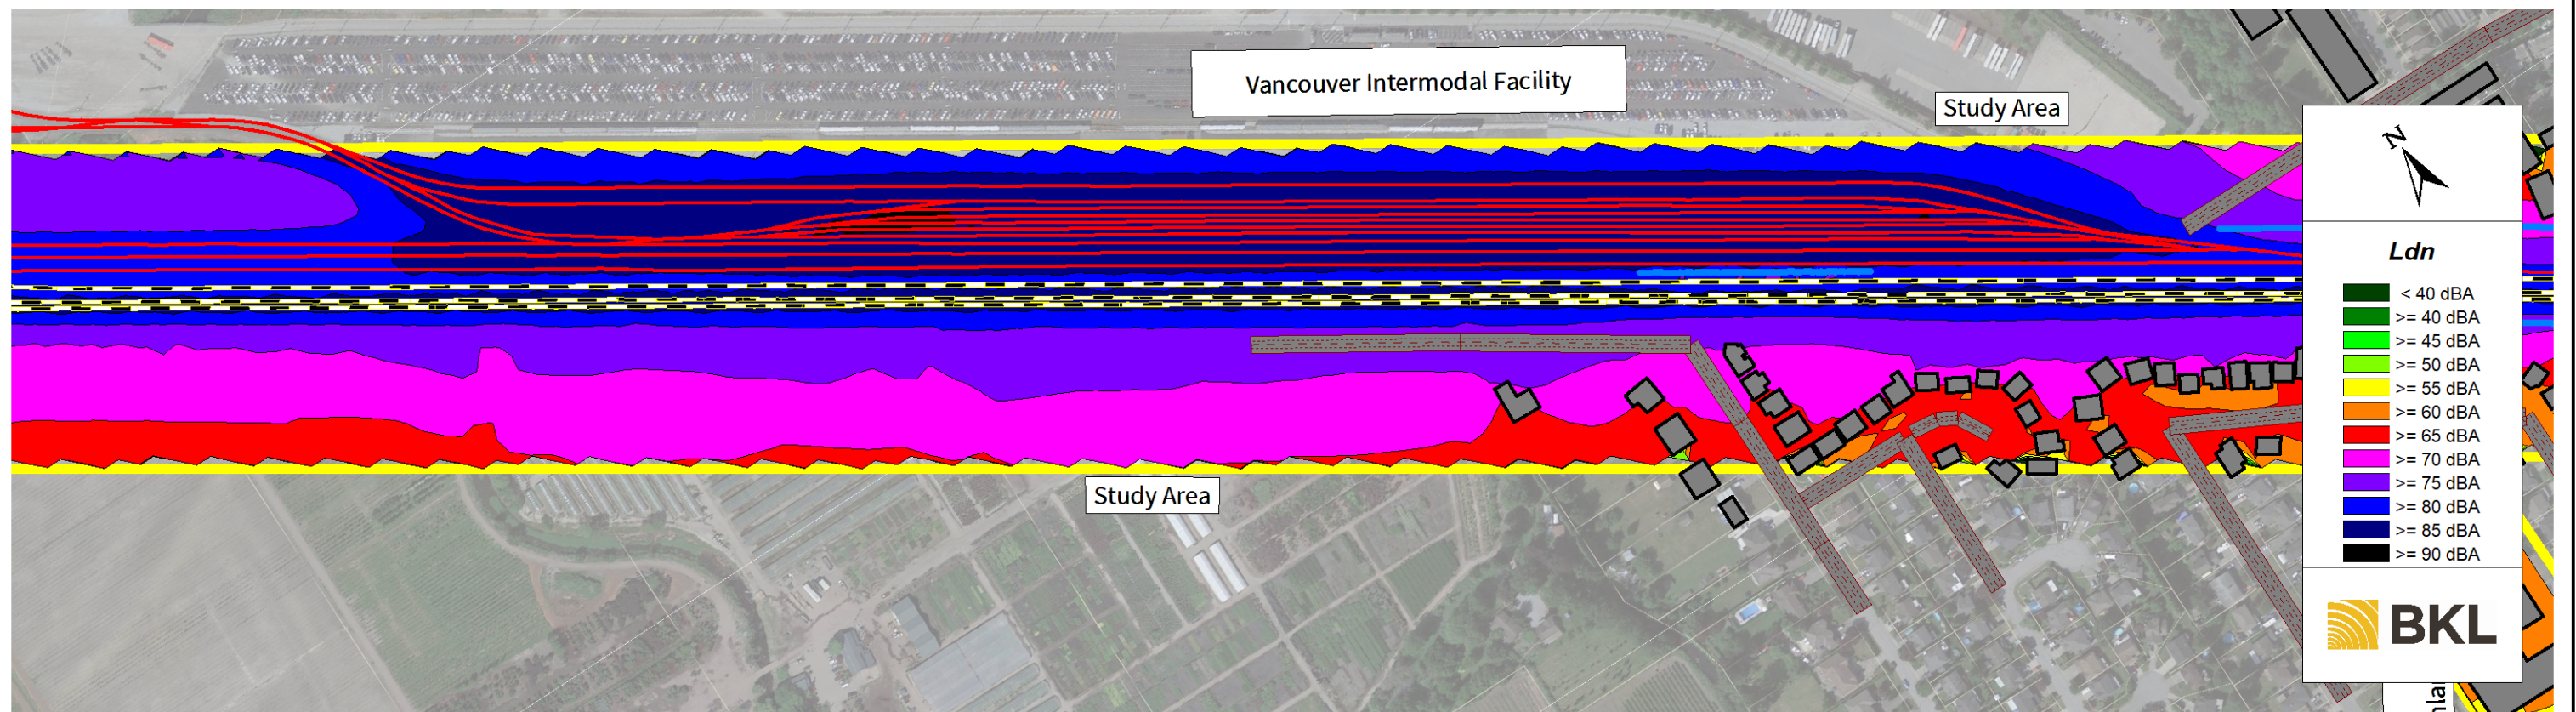 Vancouver Intermodal Facility
Study Area
N
Ldn
< 40 dBA
>= 40 dBA
>= 45 dBA
>= 50 dBA
>= 55 dBA
>= 60 dBA
>= 65 dBA
>= 70 dBA
>= 75 dBA
>= 80 dBA
>= 85 dBA
>= 90 dBA
Study Area
BKL